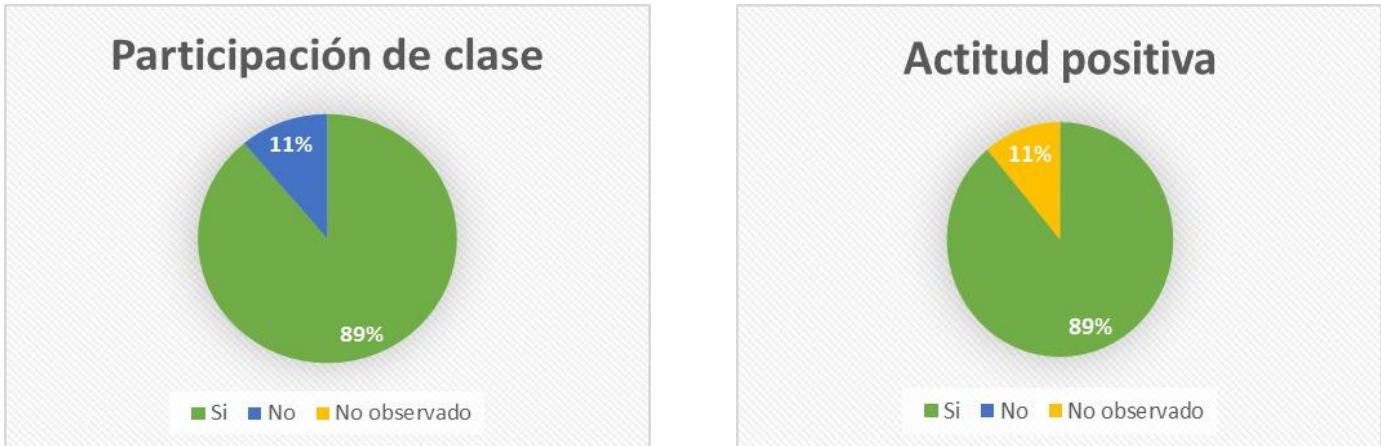 Participación de clase
11%
89%
Si No No observado
Actitud positiva
11%
89%
Si No No observado